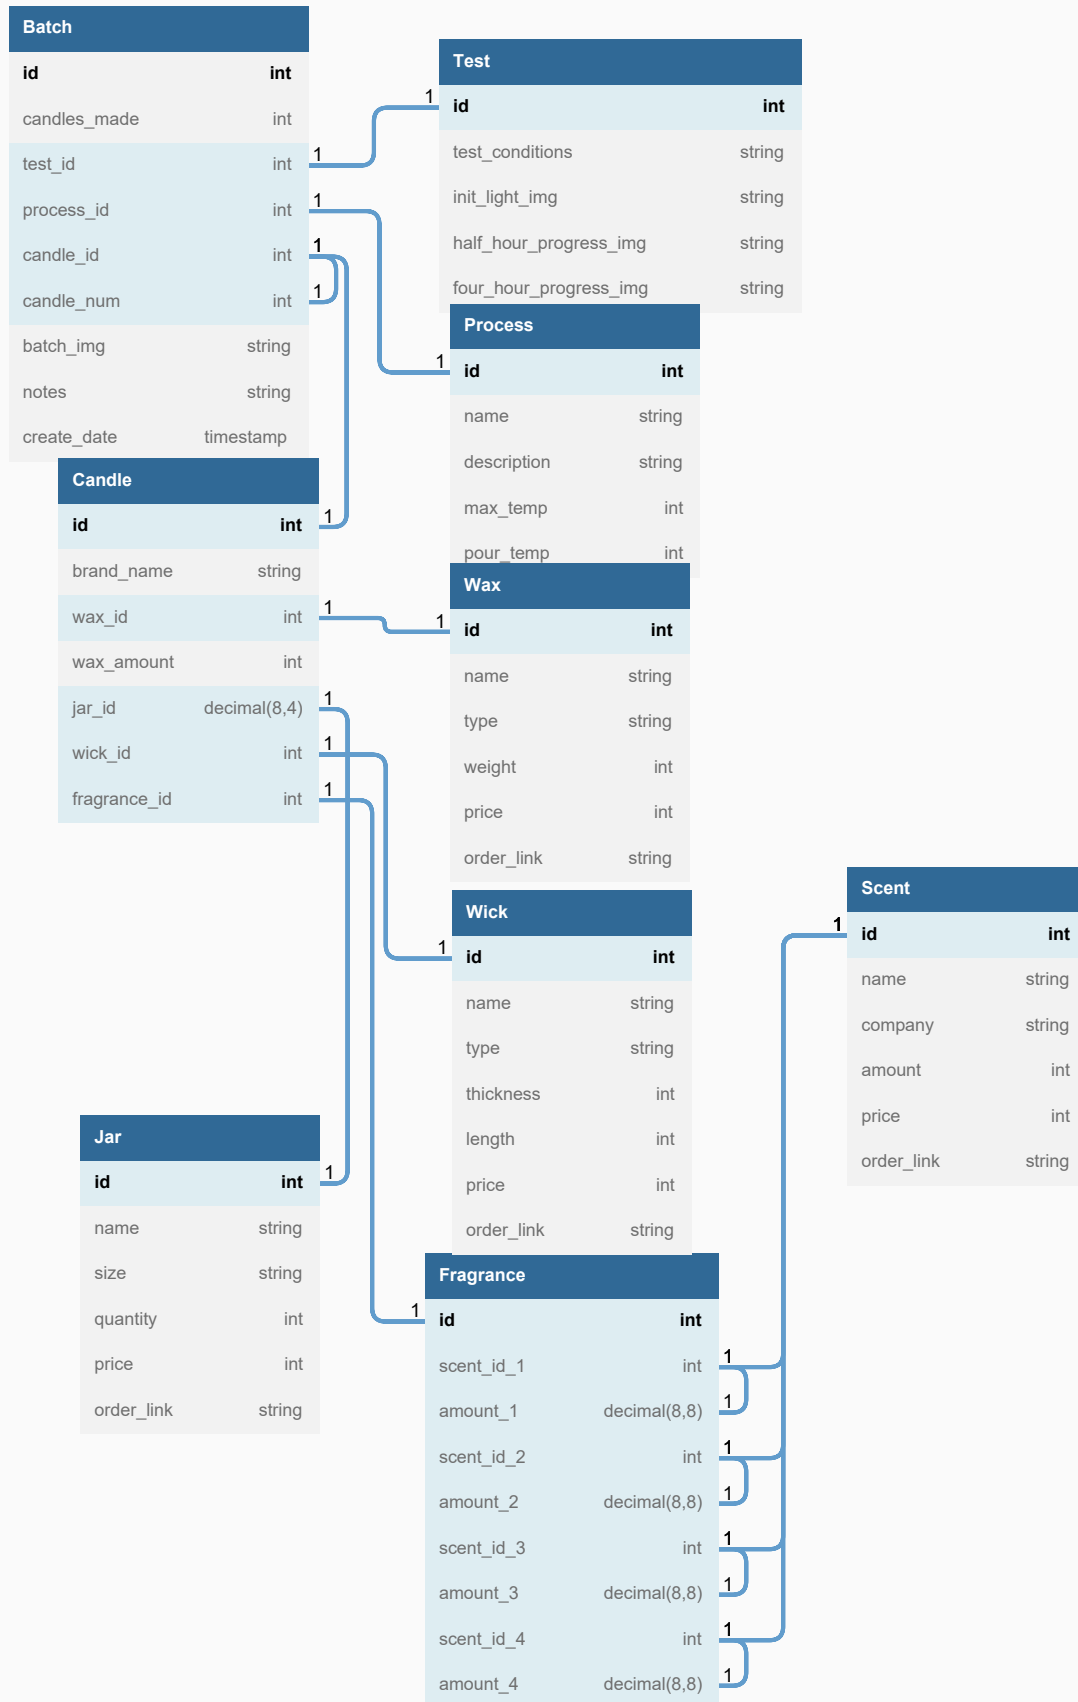 Batch
id int
candles_made int
test_id int 1
process_id int 1
candle_id int 1
candle_num int 1
batch_img string
notes string
create_date timestamp
Test
1 id int
test_conditions string
init_light_img string
half_hour_progress_img string
four_hour_progress_img string
Process
1 id int
name string
description string
max_temp int
pour_temp int
Candle
id int 1
brand_name string
wax_id int 1
wax_amount int
jar_id decimal(8,4) 1
wick_id int 1
fragrance_id int 1
Wax
1 id int
name string
type string
weight int
price int
order_link string
Wick
1 id int
name string
type string
thickness int
length int
price int
order_link string
Scent
1 id int
name string
company string
amount int
price int
order_link string
Jar
id int 1
name string
size string
quantity int
price int
order_link string
Fragrance
1 id int
scent_id_1 int 1
amount_1 decimal(8,8) 1
scent_id_2 int 1
amount_2 decimal(8,8) 1
scent_id_3 int 1
amount_3 decimal(8,8) 1
scent_id_4 int 1
amount_4 decimal(8,8) 1